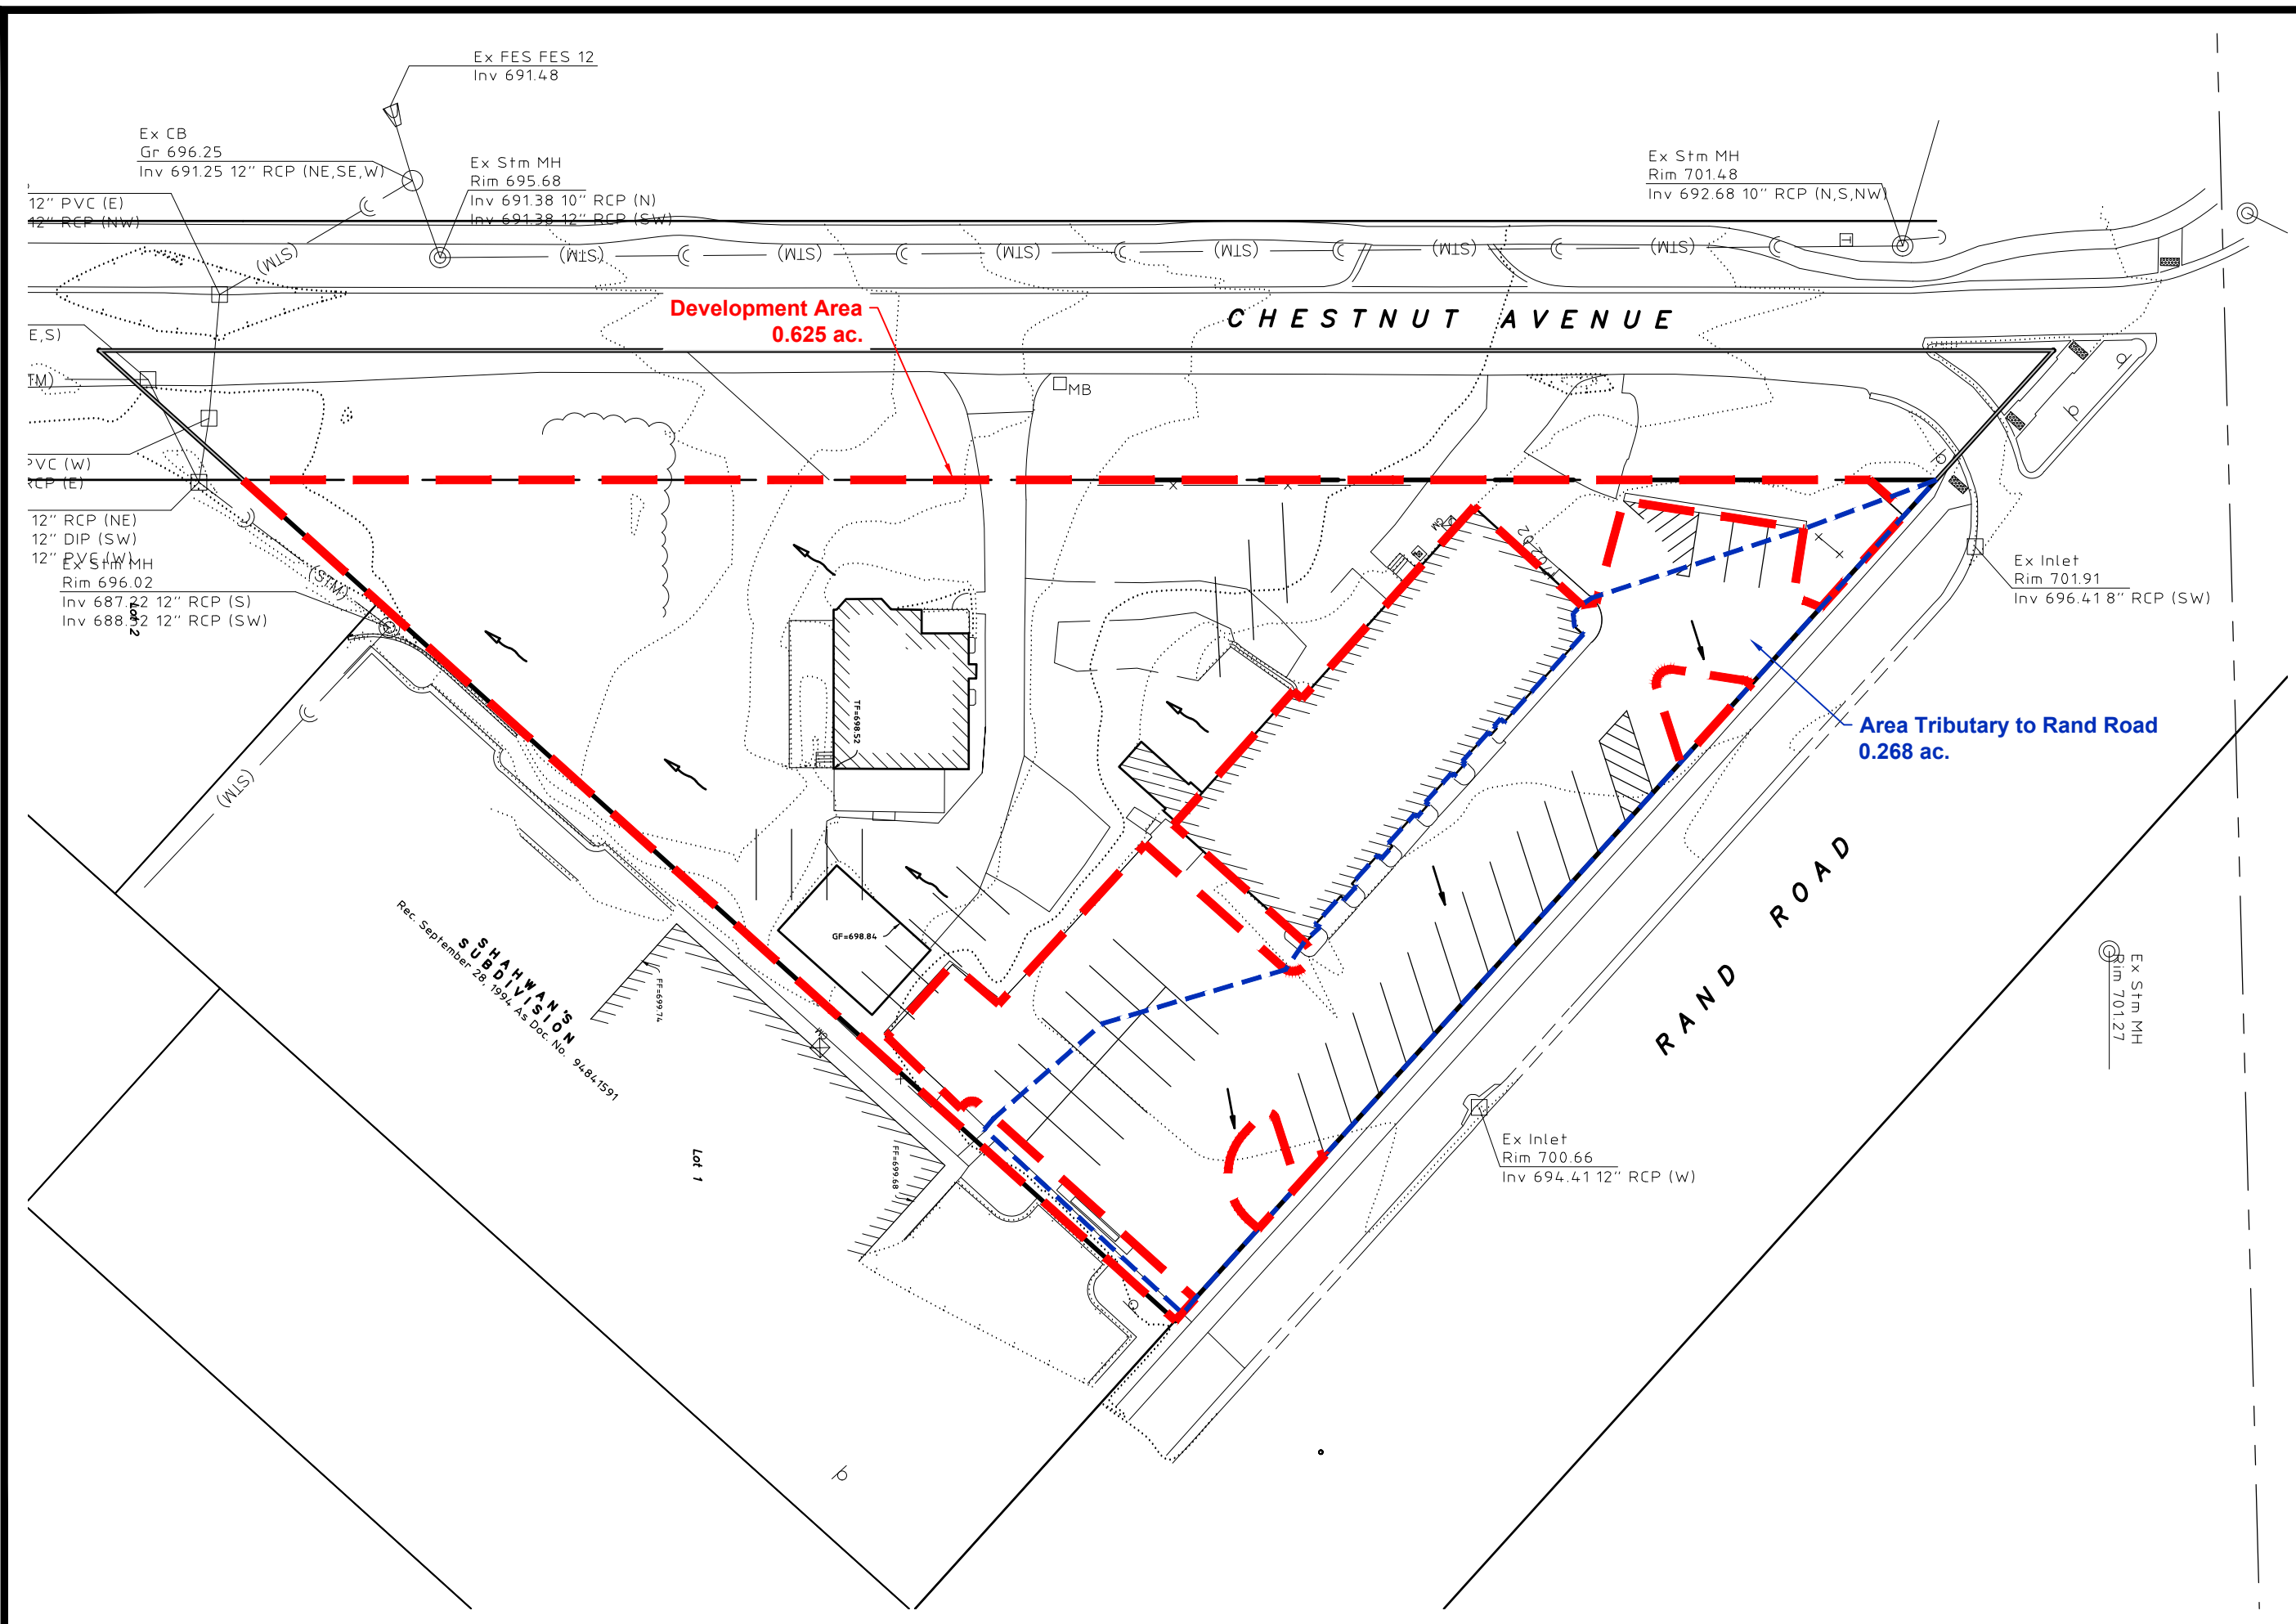 Ex FES FES 12
Inv 691.48
Ex CB
Gr 696.25
Inv 691.25 12" RCP (NE,SE,W)
Ex Stm MH
Rim 695.68
Inv 691.38 10" RCP (N)
Inv 691.38 12" RCP (SW)
Ex Stm MH
Rim 701.48
Inv 692.68 10" RCP (N,S,NW)
12" PVC (E)
12" RCP (NW)
(STM)
(STM)
(STM)
(STM)
(STM)
(STM)
(STM)
Development Area
0.625 ac.
CHESTNUT AVENUE
E,S)
TM)
MB
PVC (W)
RCP (E)
12" RCP (NE)
12" DIP (SW)
12" PVC (W)
Ex Stm MH
Rim 696.02
Inv 687.22 12" RCP (S)
Inv 688.52 12" RCP (SW)
(STM)
Lot 2
GM
702.02
Ex Inlet
Rim 701.91
Inv 696.41 8" RCP (SW)
TF=698.52
Area Tributary to Rand Road
0.268 ac.
(STM)
RAND ROAD
GF=698.84
SHAHWAN'S
SUBDIVISION
Rec. September 28, 1994 As Doc. No. 94841591
FF=699.74
GM
Ex Stm MH
Rim 701.27
Lot 1
FF=699.68
Ex Inlet
Rim 700.66
Inv 694.41 12" RCP (W)